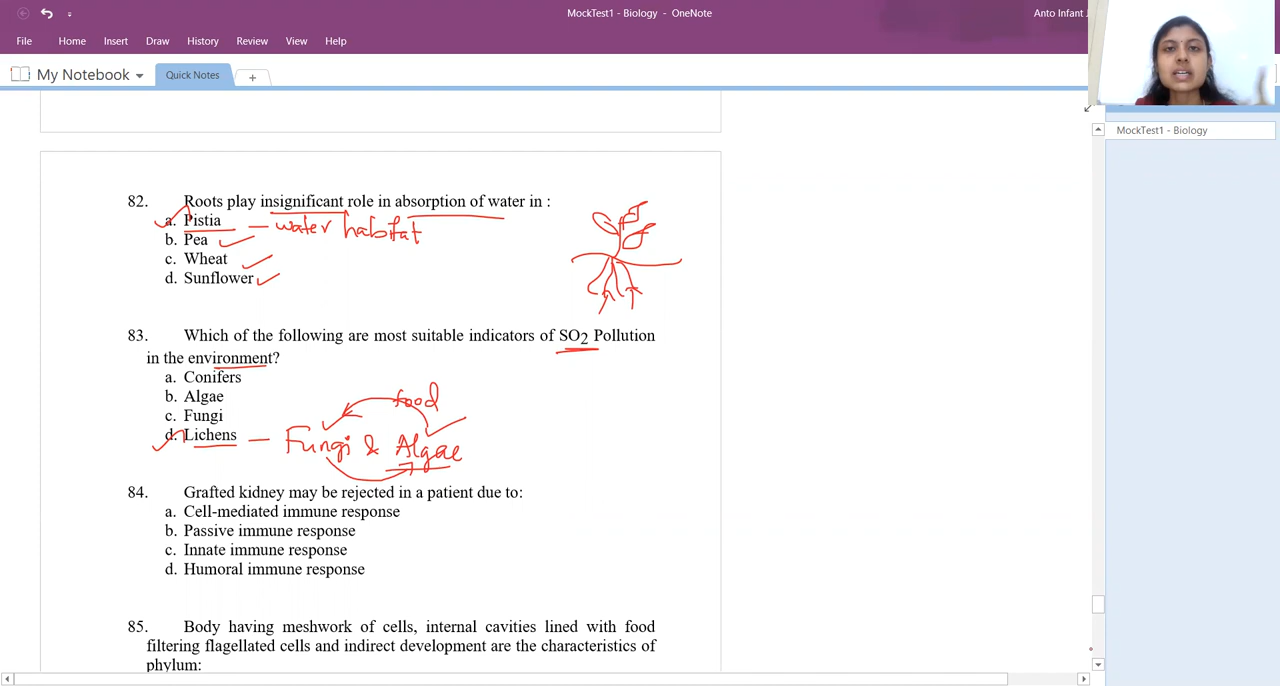 MockTest1 - Biology - OneNote
Anto Infant
File Home Insert Draw History Review View Help
My Notebook
Quick Notes
+
MockTest1 - Biology
82. Roots play insignificant role in absorption of water in :
a. Pistia — water habitat
b. Pea
c. Wheat
d. Sunflower
83. Which of the following are most suitable indicators of SO2 Pollution
in the environment?
a. Conifers
b. Algae
food
c. Fungi
d. Lichens — Fungi & Algae
84. Grafted kidney may be rejected in a patient due to:
a. Cell-mediated immune response
b. Passive immune response
c. Innate immune response
d. Humoral immune response
85. Body having meshwork of cells, internal cavities lined with food
filtering flagellated cells and indirect development are the characteristics of
phylum: